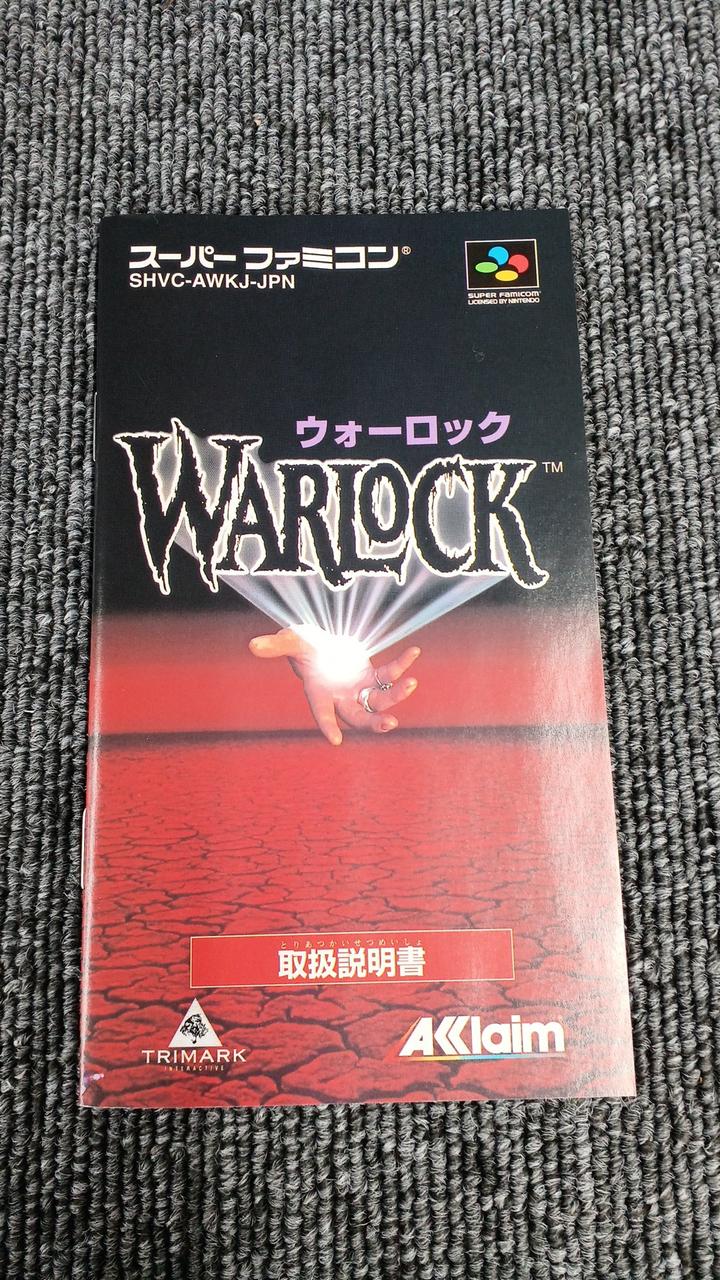 スーパーファミコン®
SHVC-AWKJ-JPN
SUPER FAMICOM™
LICENSED BY NINTENDO
ウォーロック
WARLOCK™
とりあつかいせつめいしょ
取扱説明書
TRIMARK
INTERACTIVE
AKklaim